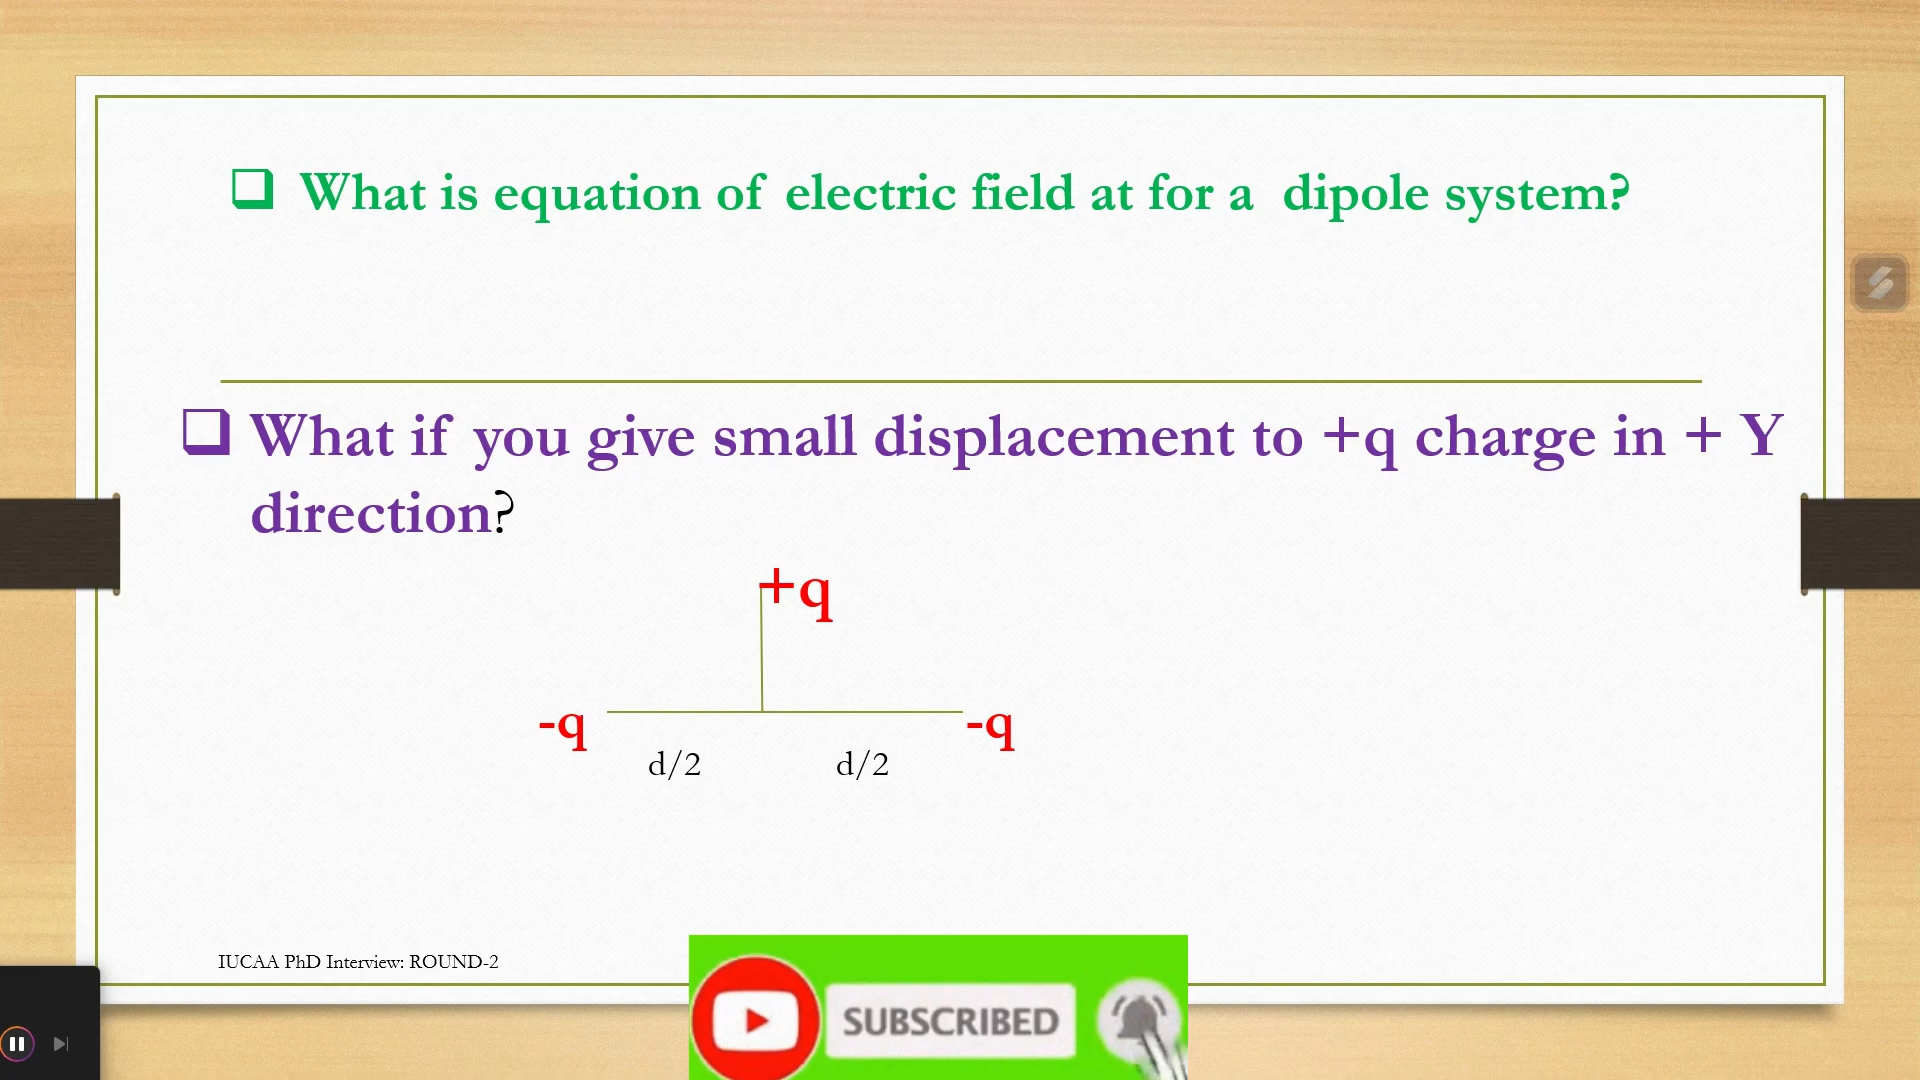 What is equation of electric field at for a dipole system?
What if you give small displacement to +q charge in + Y
direction?
+q
-q
-q
d/2
d/2
IUCAA PhD Interview: ROUND-2
SUBSCRIBED